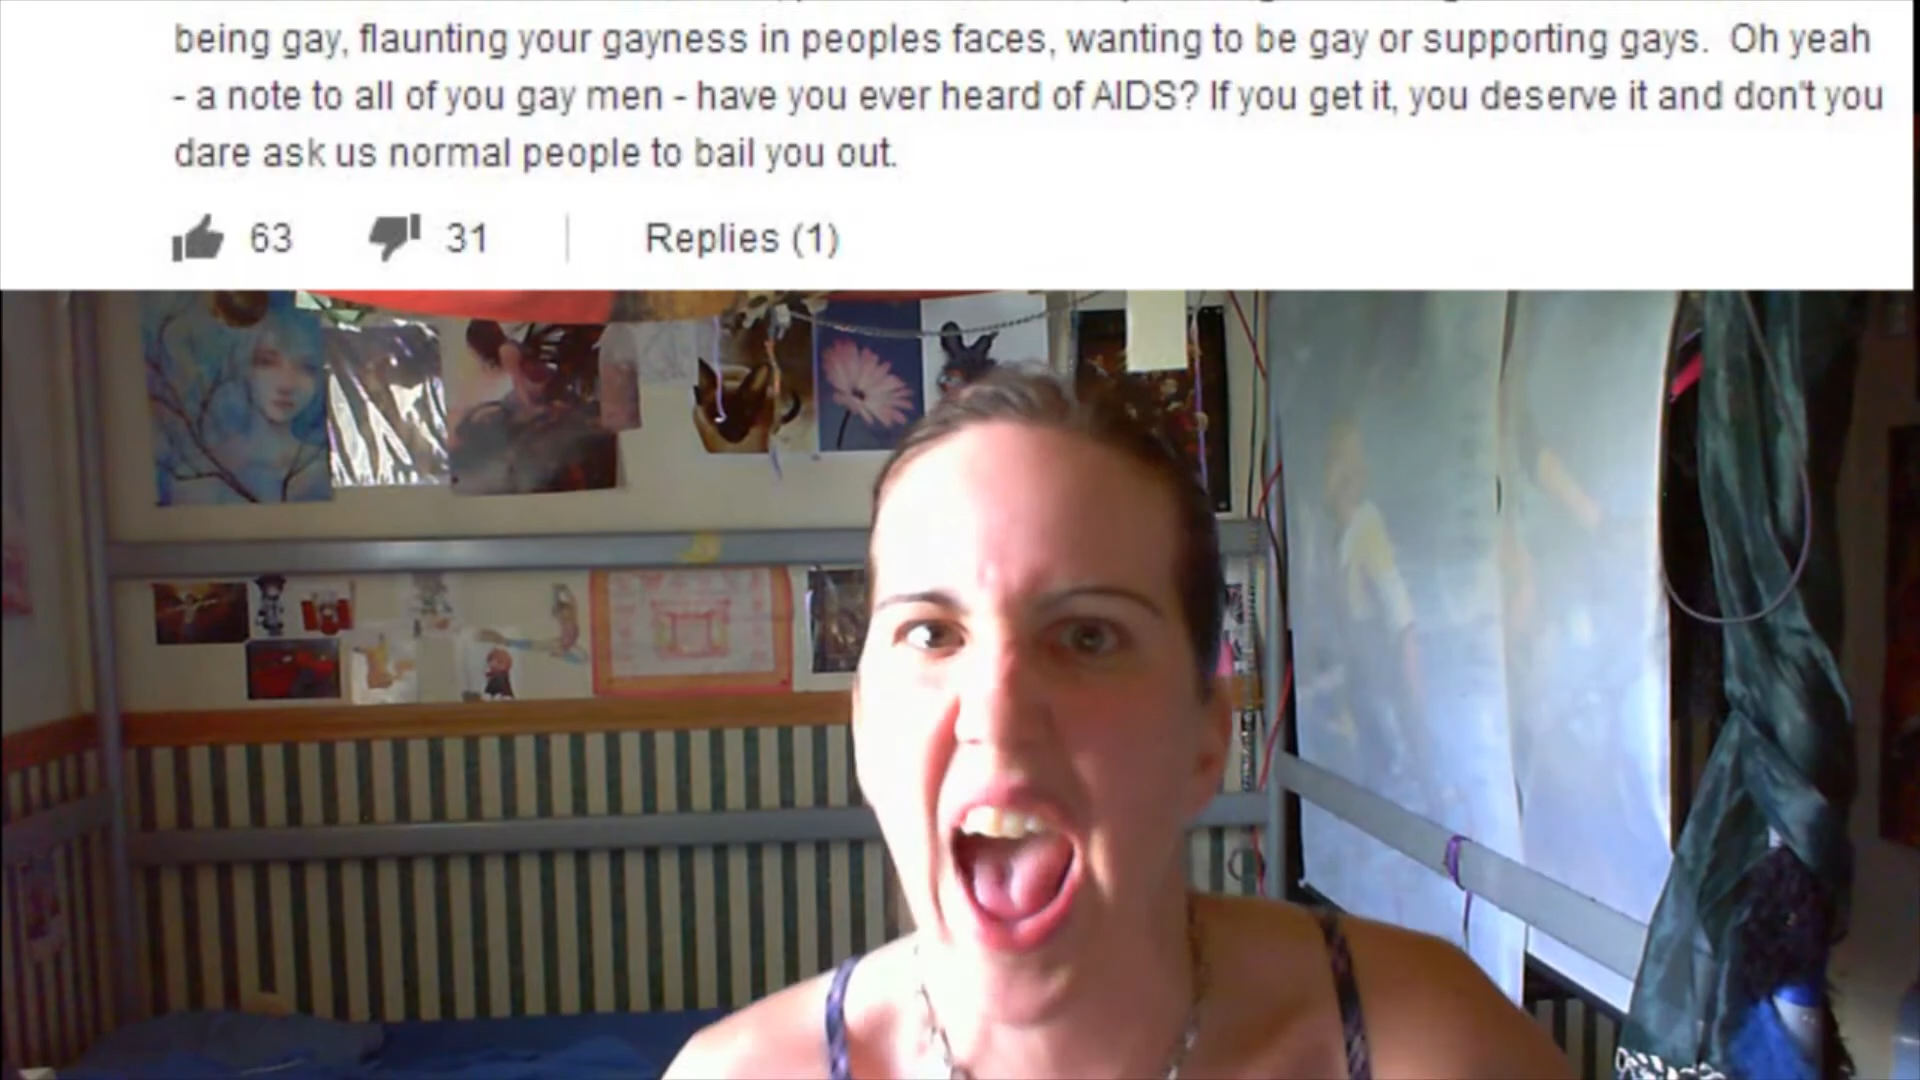 being gay, flaunting your gayness in peoples faces, wanting to be gay or supporting gays.  Oh yeah
- a note to all of you gay men - have you ever heard of AIDS? If you get it, you deserve it and don't you
dare ask us normal people to bail you out.
63 31 Replies (1)